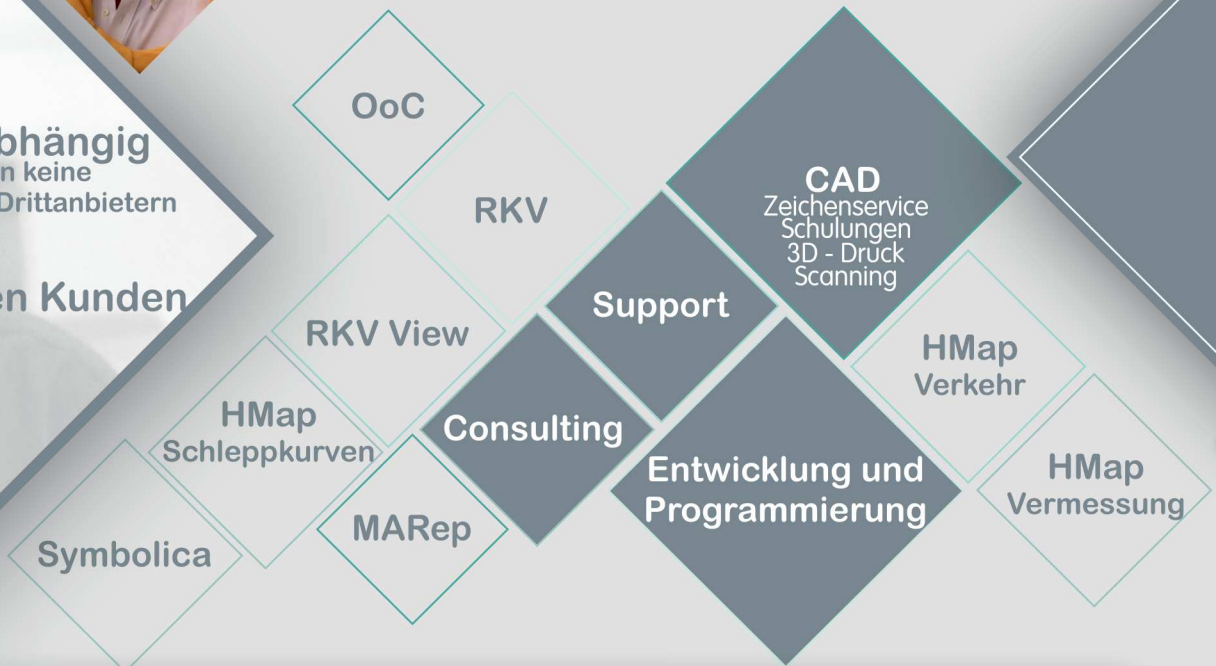 bhängig
n keine
Drittanbietern
en Kunden
OoC
RKV
RKV View
HMap
Schleppkurven
Symbolica
MARep
Consulting
Support
CAD
Zeichenservice
Schulungen
3D - Druck
Scanning
Entwicklung und
Programmierung
HMap
Verkehr
HMap
Vermessung